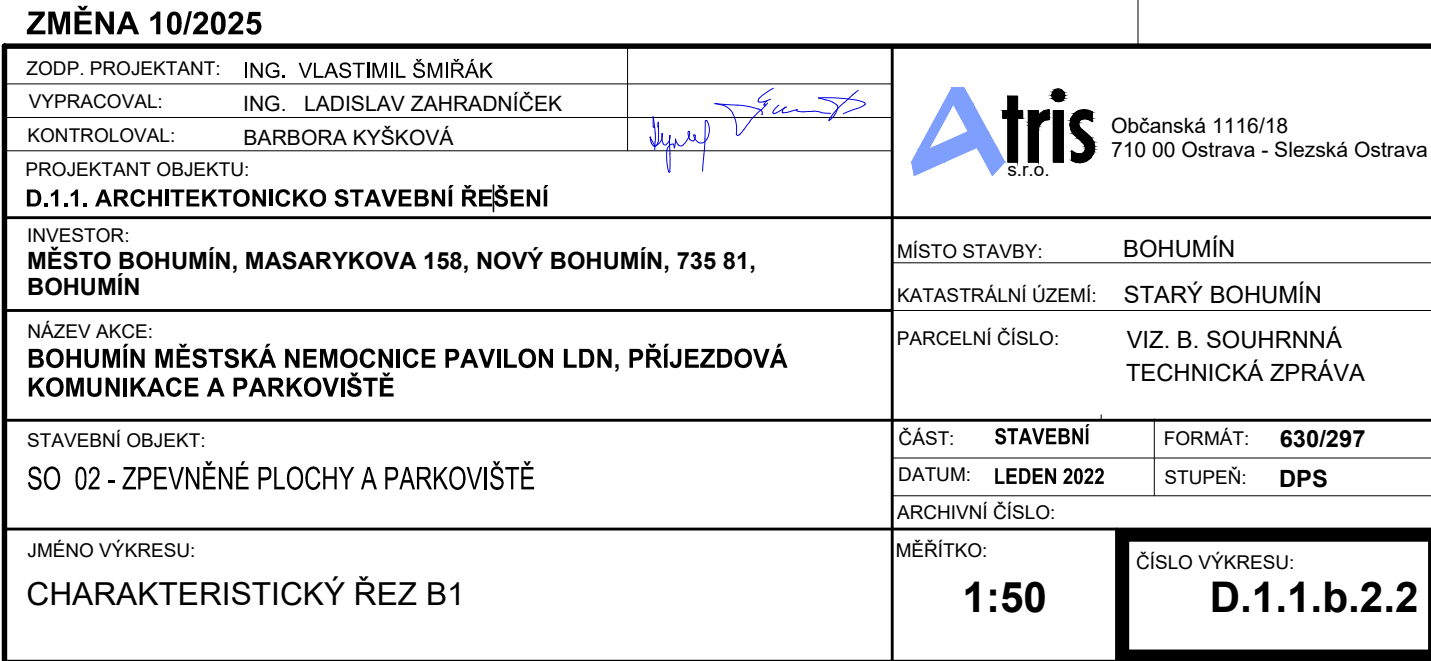 ZMĚNA 10/2025
ZODP. PROJEKTANT: ING. VLASTIMIL ŠMIŘÁK
VYPRACOVAL: ING. LADISLAV ZAHRADNÍČEK
KONTROLOVAL: BARBORA KYŠKOVÁ
PROJEKTANT OBJEKTU:
D.1.1. ARCHITEKTONICKO STAVEBNÍ ŘEŠENÍ
Atris
s.r.o.
Občanská 1116/18
710 00 Ostrava - Slezská Ostrava
INVESTOR:
MĚSTO BOHUMÍN, MASARYKOVA 158, NOVÝ BOHUMÍN, 735 81,
BOHUMÍN
MÍSTO STAVBY: BOHUMÍN
KATASTRÁLNÍ ÚZEMÍ: STARÝ BOHUMÍN
NÁZEV AKCE:
BOHUMÍN MĚSTSKÁ NEMOCNICE PAVILON LDN, PŘÍJEZDOVÁ
KOMUNIKACE A PARKOVIŠTĚ
PARCELNÍ ČÍSLO: VIZ. B. SOUHRNNÁ
TECHNICKÁ ZPRÁVA
STAVEBNÍ OBJEKT:
SO 02 - ZPEVNĚNÉ PLOCHY A PARKOVIŠTĚ
ČÁST: STAVEBNÍ FORMÁT: 630/297
DATUM: LEDEN 2022 STUPEŇ: DPS
ARCHIVNÍ ČÍSLO:
JMÉNO VÝKRESU:
CHARAKTERISTICKÝ ŘEZ B1
MĚŘÍTKO:
1:50
ČÍSLO VÝKRESU:
D.1.1.b.2.2